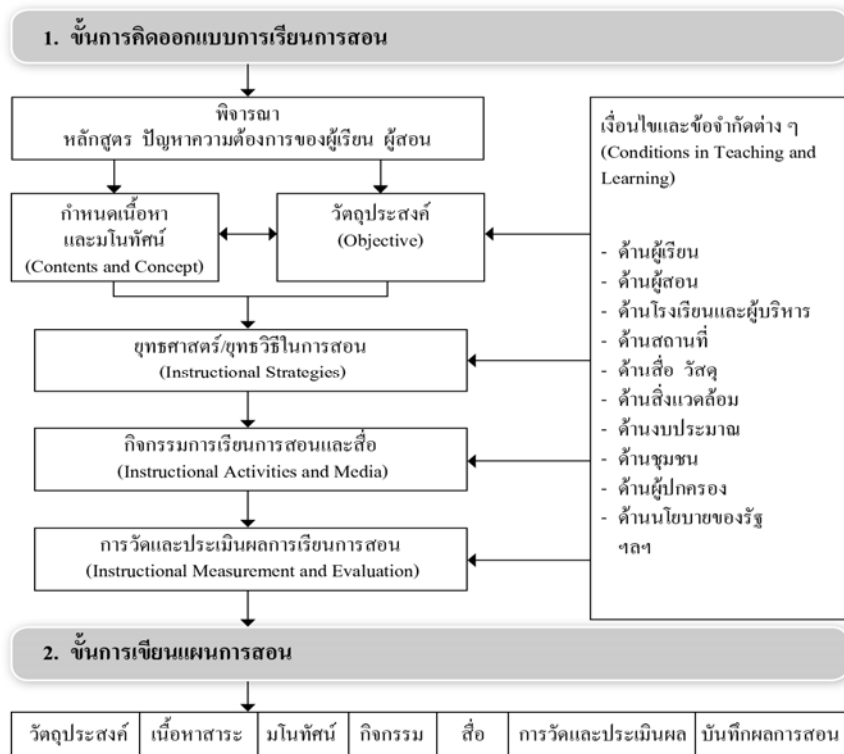 1. ขั้นการคิดออกแบบการเรียนการสอน
พิจารณา
หลักสูตร ปัญหาความต้องการของผู้เรียน ผู้สอน
กำหนดเนื้อหา
และมโนทัศน์
(Contents and Concept)
วัตถุประสงค์
(Objective)
ยุทธศาสตร์/ยุทธวิธีในการสอน
(Instructional Strategies)
กิจกรรมการเรียนการสอนและสื่อ
(Instructional Activities and Media)
การวัดและประเมินผลการเรียนการสอน
(Instructional Measurement and Evaluation)
เงื่อนไขและข้อจำกัดต่าง ๆ
(Conditions in Teaching and
Learning)
- ด้านผู้เรียน
- ด้านผู้สอน
- ด้านโรงเรียนและผู้บริหาร
- ด้านสถานที่
- ด้านสื่อ วัสดุ
- ด้านสิ่งแวดล้อม
- ด้านงบประมาณ
- ด้านชุมชน
- ด้านผู้ปกครอง
- ด้านนโยบายของรัฐ
ฯลฯ
2. ขั้นการเขียนแผนการสอน
วัตถุประสงค์ เนื้อหาสาระ มโนทัศน์ กิจกรรม สื่อ การวัดและประเมินผล บันทึกผลการสอน